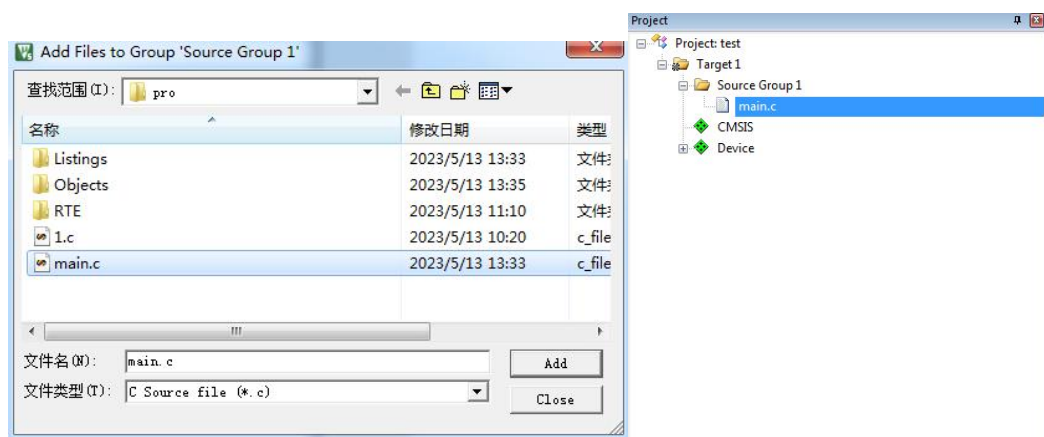 Add Files to Group 'Source Group 1'
查找范围(I):
pro
名称
修改日期
类型
Listings
2023/5/13 13:33
Objects
2023/5/13 13:35
RTE
2023/5/13 11:10
1.c
2023/5/13 10:20
c_file
main.c
2023/5/13 13:33
c_file
文件名(N):
main.c
Add
文件类型(T):
C Source file (*.c)
Close
Project
Project: test
Target 1
Source Group 1
main.c
CMSIS
Device